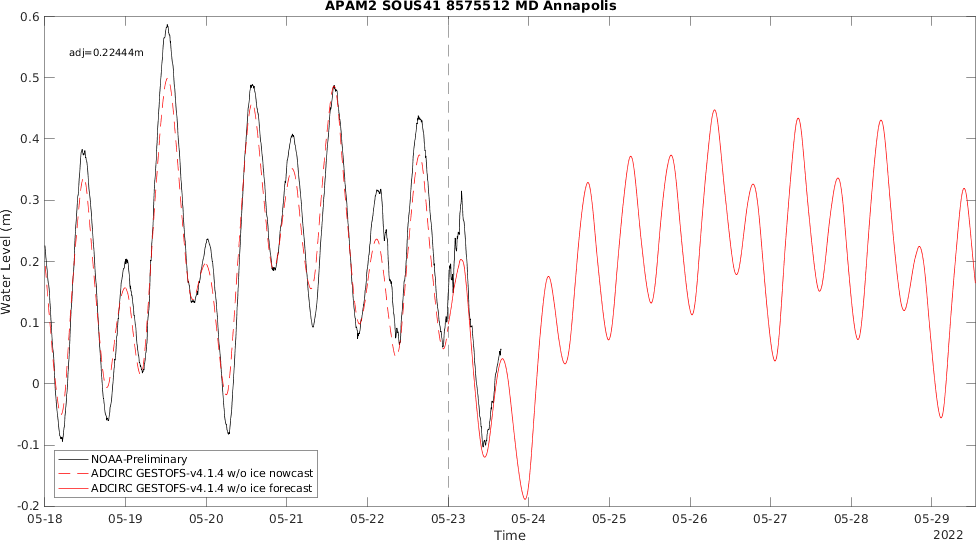 APAM2 SOUS41 8575512 MD Annapolis
0.6
adj=0.22444m
0.5
0.4
0.3
0.2
0.1
0
-0.1
-0.2
Water Level (m)
NOAA-Preliminary
ADCIRC GESTOFS-v4.1.4 w/o ice nowcast
ADCIRC GESTOFS-v4.1.4 w/o ice forecast
05-18 05-19 05-20 05-21 05-22 05-23 05-24 05-25 05-26 05-27 05-28 05-29
Time
2022